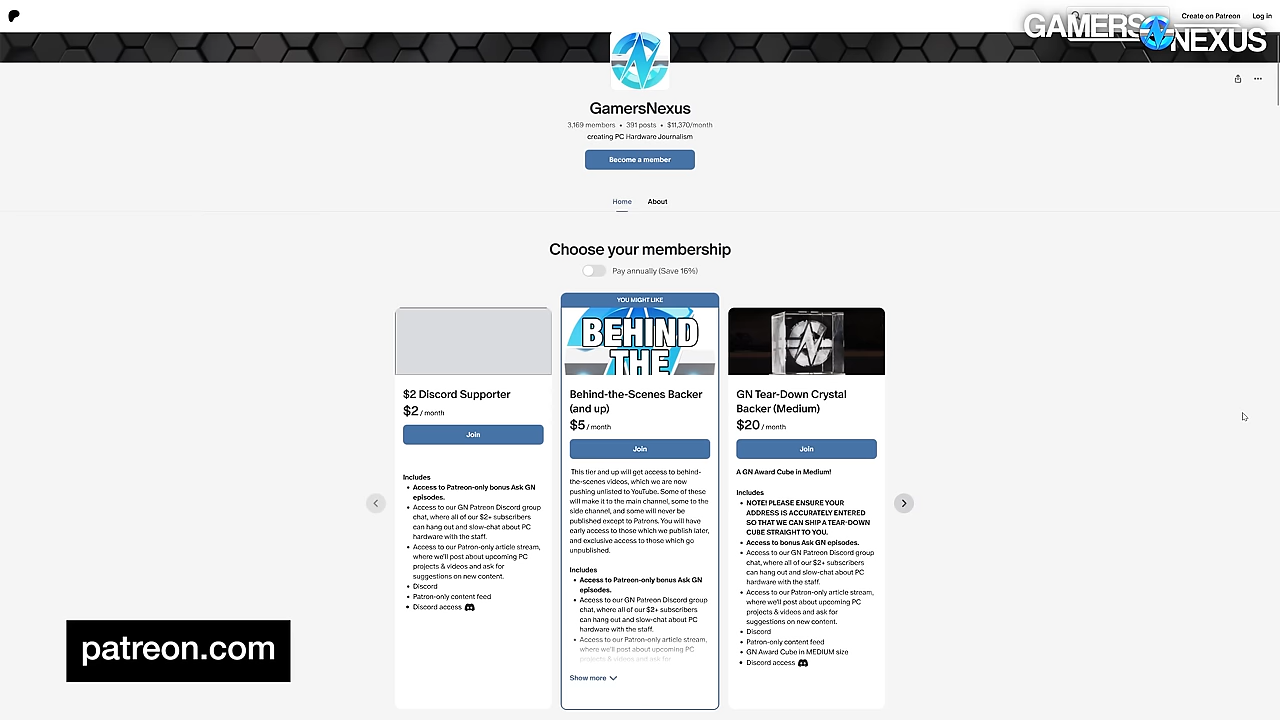 Create on Patreon
Log in
GAMERS NEXUS
GamersNexus
3,169 members • 391 posts • $11,370/month
creating PC Hardware Journalism
Become a member
Home
About
Choose your membership
Pay annually (Save 16%)
$2 Discord Supporter
$2 / month
Join
Includes
• Access to Patreon-only bonus Ask GN
episodes.
• Access to our GN Patreon Discord group
chat, where all of our $2+ subscribers
can hang out and slow-chat about PC
hardware with the staff.
• Access to our Patron-only article stream,
where we'll post about upcoming PC
projects & videos and ask for
suggestions on new content.
• Discord
• Patron-only content feed
• Discord access
YOU MIGHT LIKE
BEHIND
THE
Behind-the-Scenes Backer
(and up)
$5 / month
Join
This tier and up will get access to behind-
the-scenes videos, which we are now
pushing unlisted to YouTube. Some of these
will make it to the main channel, some to the
side channel, and some will never be
published except to Patrons. You will have
early access to those which we publish later,
and exclusive access to those which go
unpublished.
Includes
• Access to Patreon-only bonus Ask GN
episodes.
• Access to our GN Patreon Discord group
chat, where all of our $2+ subscribers
can hang out and slow-chat about PC
hardware with the staff.
• Access to our Patron-only article stream,
where we'll post about upcoming PC
projects & videos and ask for
Show more
GN Tear-Down Crystal
Backer (Medium)
$20 / month
Join
A GN Award Cube in Medium!
Includes
• NOTE! PLEASE ENSURE YOUR
ADDRESS IS ACCURATELY ENTERED
SO THAT WE CAN SHIP A TEAR-DOWN
CUBE STRAIGHT TO YOU.
• Access to bonus Ask GN episodes.
• Access to our GN Patreon Discord group
chat, where all of our $2+ subscribers
can hang out and slow-chat about PC
hardware with the staff.
• Access to our Patron-only article stream,
where we'll post about upcoming PC
projects & videos and ask for
suggestions on new content.
• Discord
• Patron-only content feed
• GN Award Cube in MEDIUM size
• Discord access
patreon.com